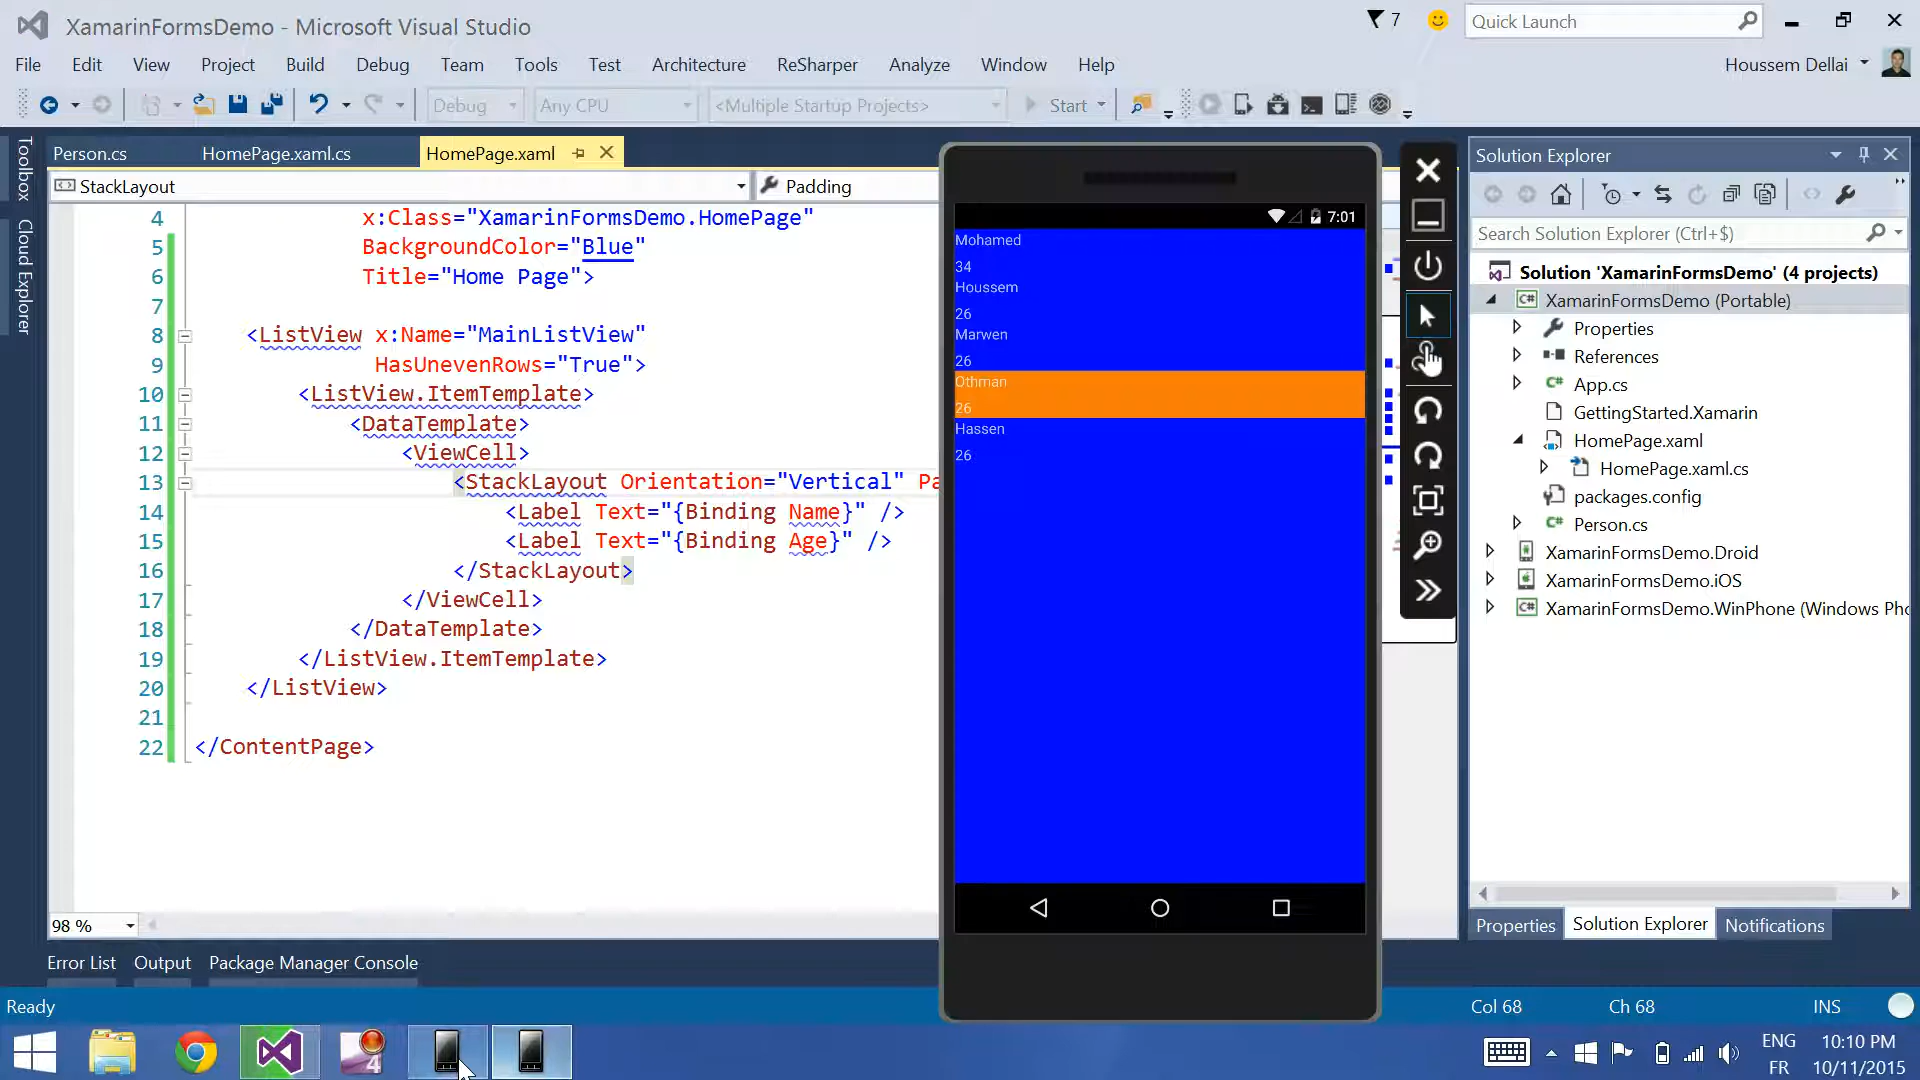 XamarinFormsDemo - Microsoft Visual Studio
7
Quick Launch
File Edit View Project Build Debug Team Tools Test Architecture ReSharper Analyze Window Help
Houssem Dellai
Debug Any CPU <Multiple Startup Projects> Start
Toolbox
Cloud Explorer
Person.cs HomePage.xaml.cs HomePage.xaml
StackLayout Padding
4 x:Class="XamarinFormsDemo.HomePage"
5 BackgroundColor="Blue"
6 Title="Home Page">
7
8 <ListView x:Name="MainListView"
9 HasUnevenRows="True">
10 <ListView.ItemTemplate>
11 <DataTemplate>
12 <ViewCell>
13 <StackLayout Orientation="Vertical" Pa
14 <Label Text="{Binding Name}" />
15 <Label Text="{Binding Age}" />
16 </StackLayout>
17 </ViewCell>
18 </DataTemplate>
19 </ListView.ItemTemplate>
20 </ListView>
21
22 </ContentPage>
98 %
7:01
Mohamed
34
Houssem
26
Marwen
26
Othman
26
Hassen
26
Solution Explorer
Search Solution Explorer (Ctrl+$)
Solution 'XamarinFormsDemo' (4 projects)
C# XamarinFormsDemo (Portable)
Properties
References
C# App.cs
GettingStarted.Xamarin
HomePage.xaml
HomePage.xaml.cs
packages.config
C# Person.cs
XamarinFormsDemo.Droid
XamarinFormsDemo.iOS
C# XamarinFormsDemo.WinPhone (Windows Pho
Properties Solution Explorer Notifications
Error List Output Package Manager Console
Ready Col 68 Ch 68 INS
4
ENG
FR
10:10 PM
10/11/2015